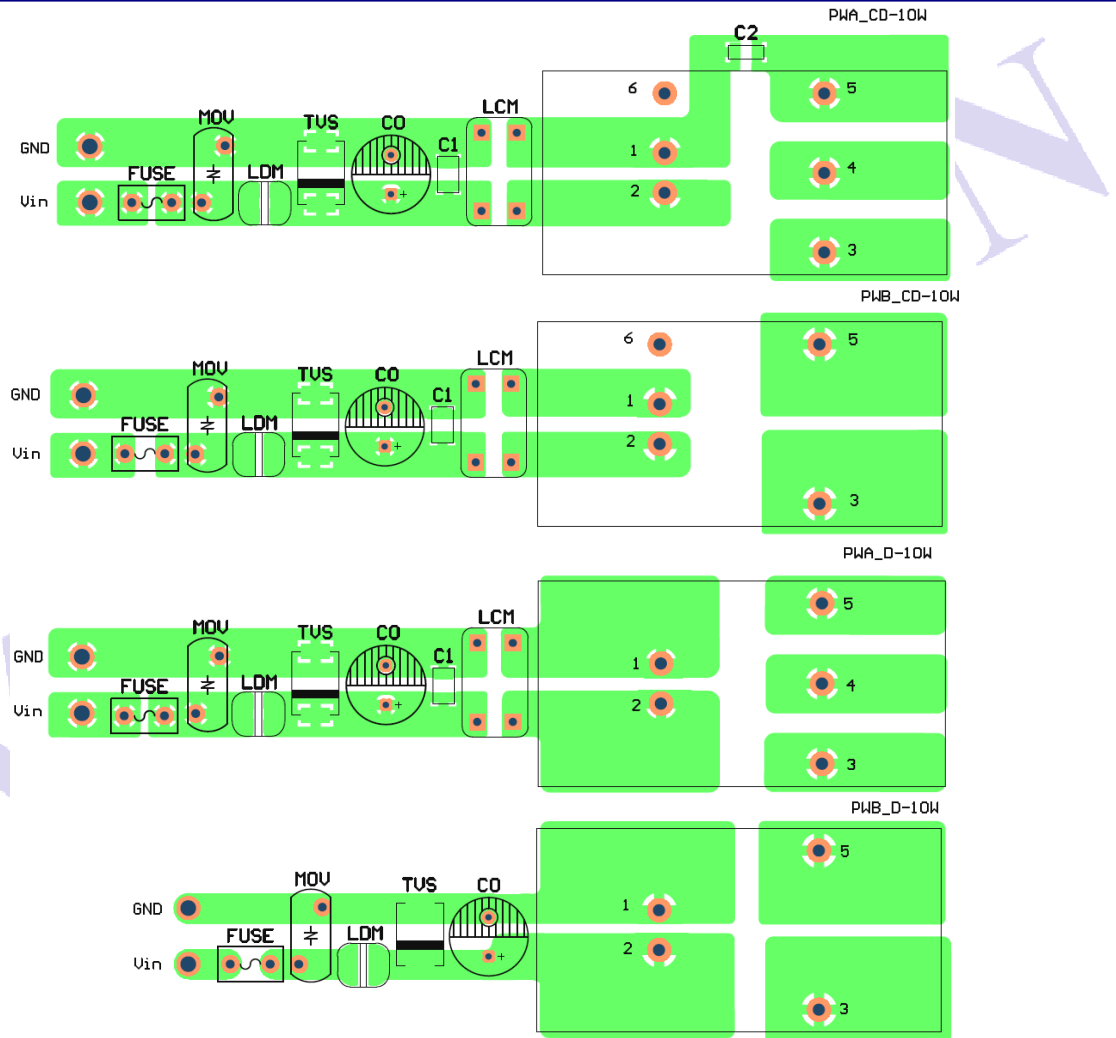 PWA_CD-10W
C2
6
5
MOV
TVS
CO
LCM
GND
C1
1
FUSE
LDM
4
Vin
+
2
3
PWB_CD-10W
6
5
MOV
TVS
CO
LCM
GND
C1
1
FUSE
LDM
2
Vin
+
3
PWA_D-10W
5
MOV
TVS
CO
LCM
GND
C1
1
FUSE
LDM
4
Vin
+
2
3
PWB_D-10W
5
MOV
TVS
CO
GND
1
FUSE
LDM
2
Vin
+
3
N